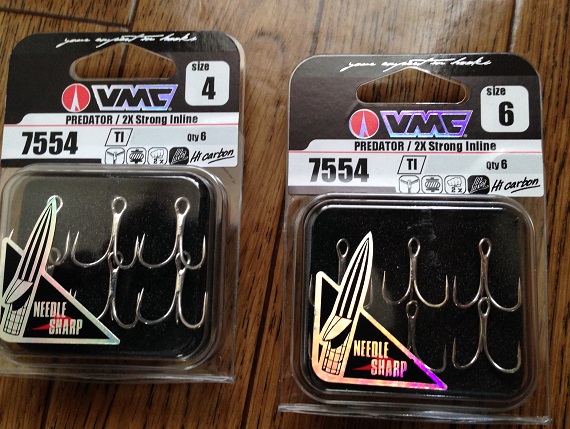 your expert in hooks
size
4
VMC
PREDATOR / 2X Strong Inline
7554
TI
Qty 6
2x
Hi carbon
NEEDLE
SHARP
your expert in hooks
size
6
VMC
PREDATOR / 2X Strong Inline
7554
TI
Qty 6
2x
Hi carbon
NEEDLE
SHARP